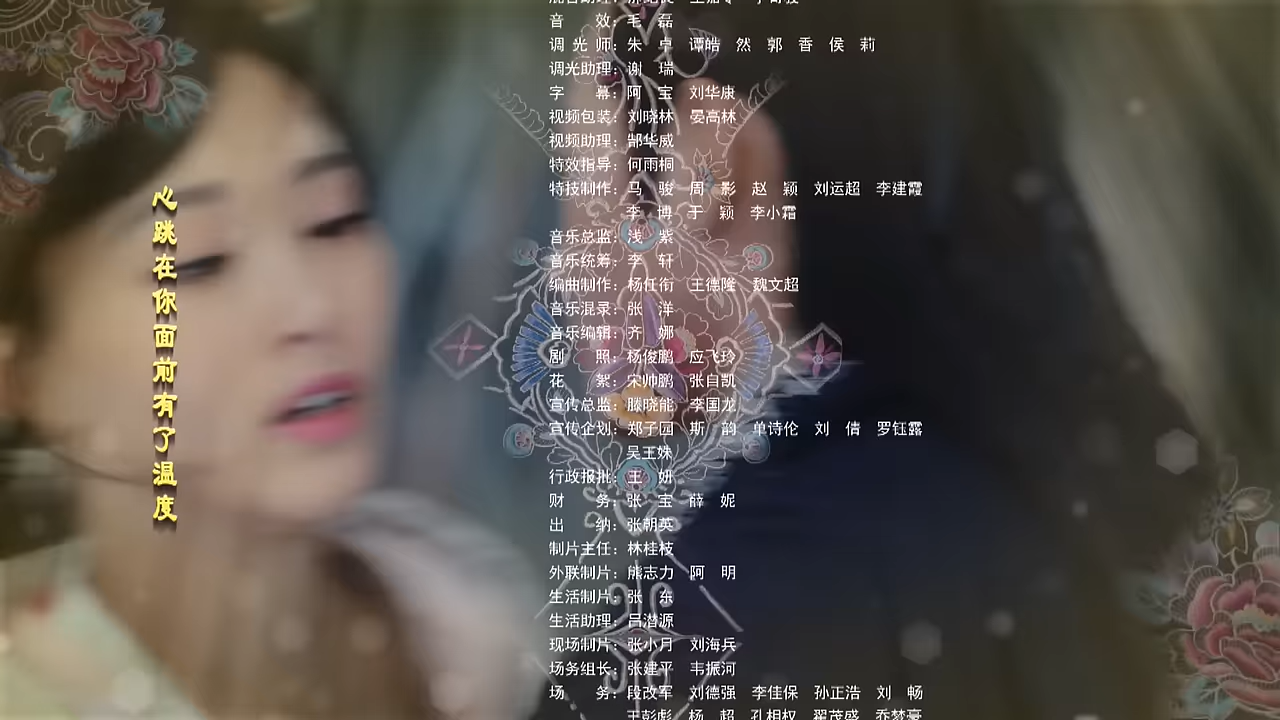 心跳在你面前有了温度
音 效：毛 磊
调 光 师：朱 卓 谭皓 然 郭 香 侯 莉
调光助理：谢 瑞
字 幕：阿 宝 刘华康
视频包装：刘晓林 晏高林
视频助理：郜华威
特效指导：何雨桐
特技制作：马 骏 周 影 赵 颖 刘运超 李建霞
李 博 于 颖 李小霜
音乐总监：浅 紫
音乐统筹：李 轩
编曲制作：杨任衔 王德隆 魏文超
音乐混录：张 洋
音乐编辑：齐 娜
剧 照：杨俊鹏 应飞玲
花 絮：宋帅鹏 张自凯
宣传总监：滕晓能 李国龙
宣传企划：郑子园 斯 韵 单诗伦 刘 倩 罗钰露
吴王姝
行政报批：王 妍
财 务：张 宝 薛 妮
出 纳：张朝英
制片主任：林桂枝
外联制片：熊志力 阿 明
生活制片：张 东
生活助理：吕潜源
现场制片：张小月 刘海兵
场务组长：张建平 韦振河
场 务：段改军 刘德强 李佳保 孙正浩 刘 畅
王彭彪 杨 超 孔相权 翟茂盛 乔梦豪